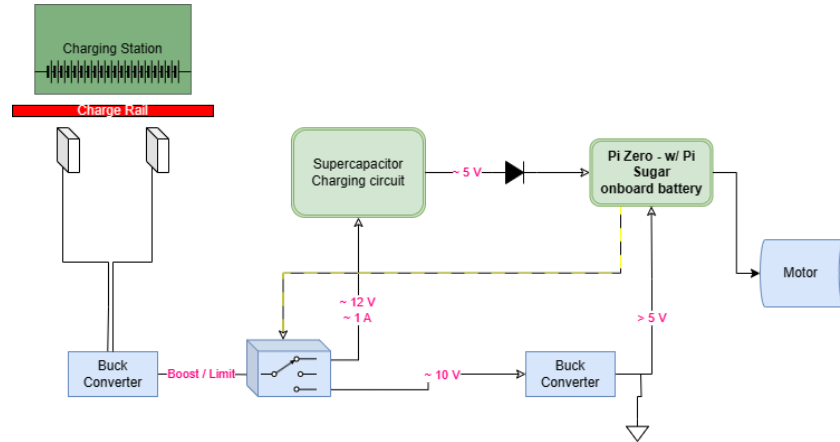 Charging Station
Charge Rail
Supercapacitor
Charging circuit
~ 5 V
Pi Zero - w/ Pi
Sugar
onboard battery
Motor
~ 12 V
~ 1 A
> 5 V
Buck
Converter
Boost / Limit
~ 10 V
Buck
Converter